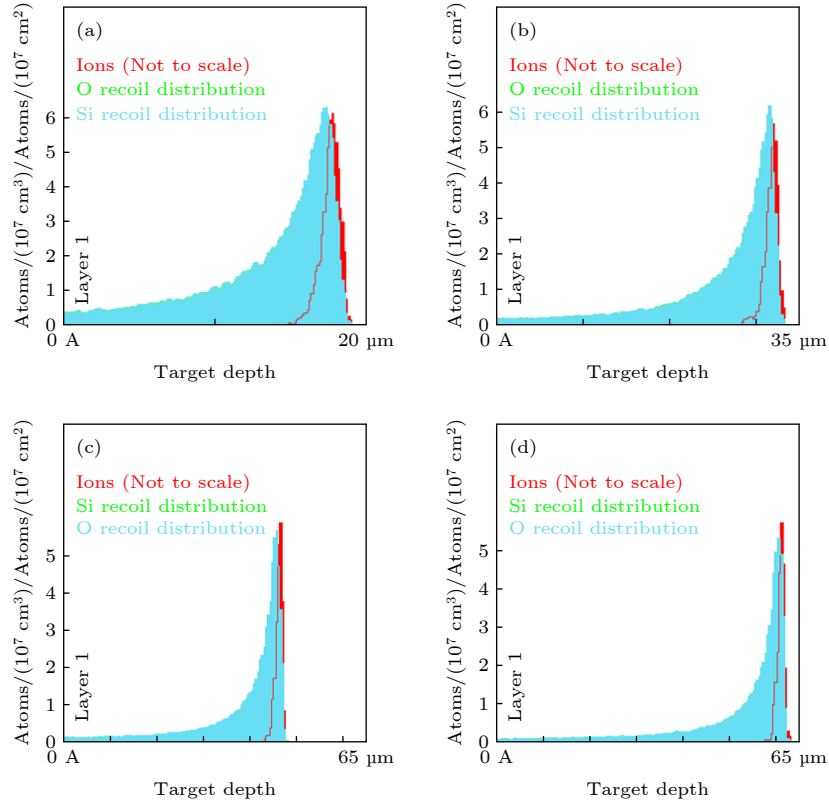 (a)
Ions (Not to scale)
O recoil distribution
Si recoil distribution
Atoms/(10⁷ cm³)/Atoms/(10⁷ cm²)
6
5
4
3
2
1
0
Layer 1
0 A
20 µm
Target depth
(b)
Ions (Not to scale)
O recoil distribution
Si recoil distribution
Atoms/(10⁷ cm³)/Atoms/(10⁷ cm²)
6
5
4
3
2
1
0
Layer 1
0 A
35 µm
Target depth
(c)
Ions (Not to scale)
Si recoil distribution
O recoil distribution
Atoms/(10⁷ cm³)/Atoms/(10⁷ cm²)
5
4
3
2
1
0
Layer 1
0 A
65 µm
Target depth
(d)
Ions (Not to scale)
Si recoil distribution
O recoil distribution
Atoms/(10⁷ cm³)/Atoms/(10⁷ cm²)
5
4
3
2
1
0
Layer 1
0 A
65 µm
Target depth